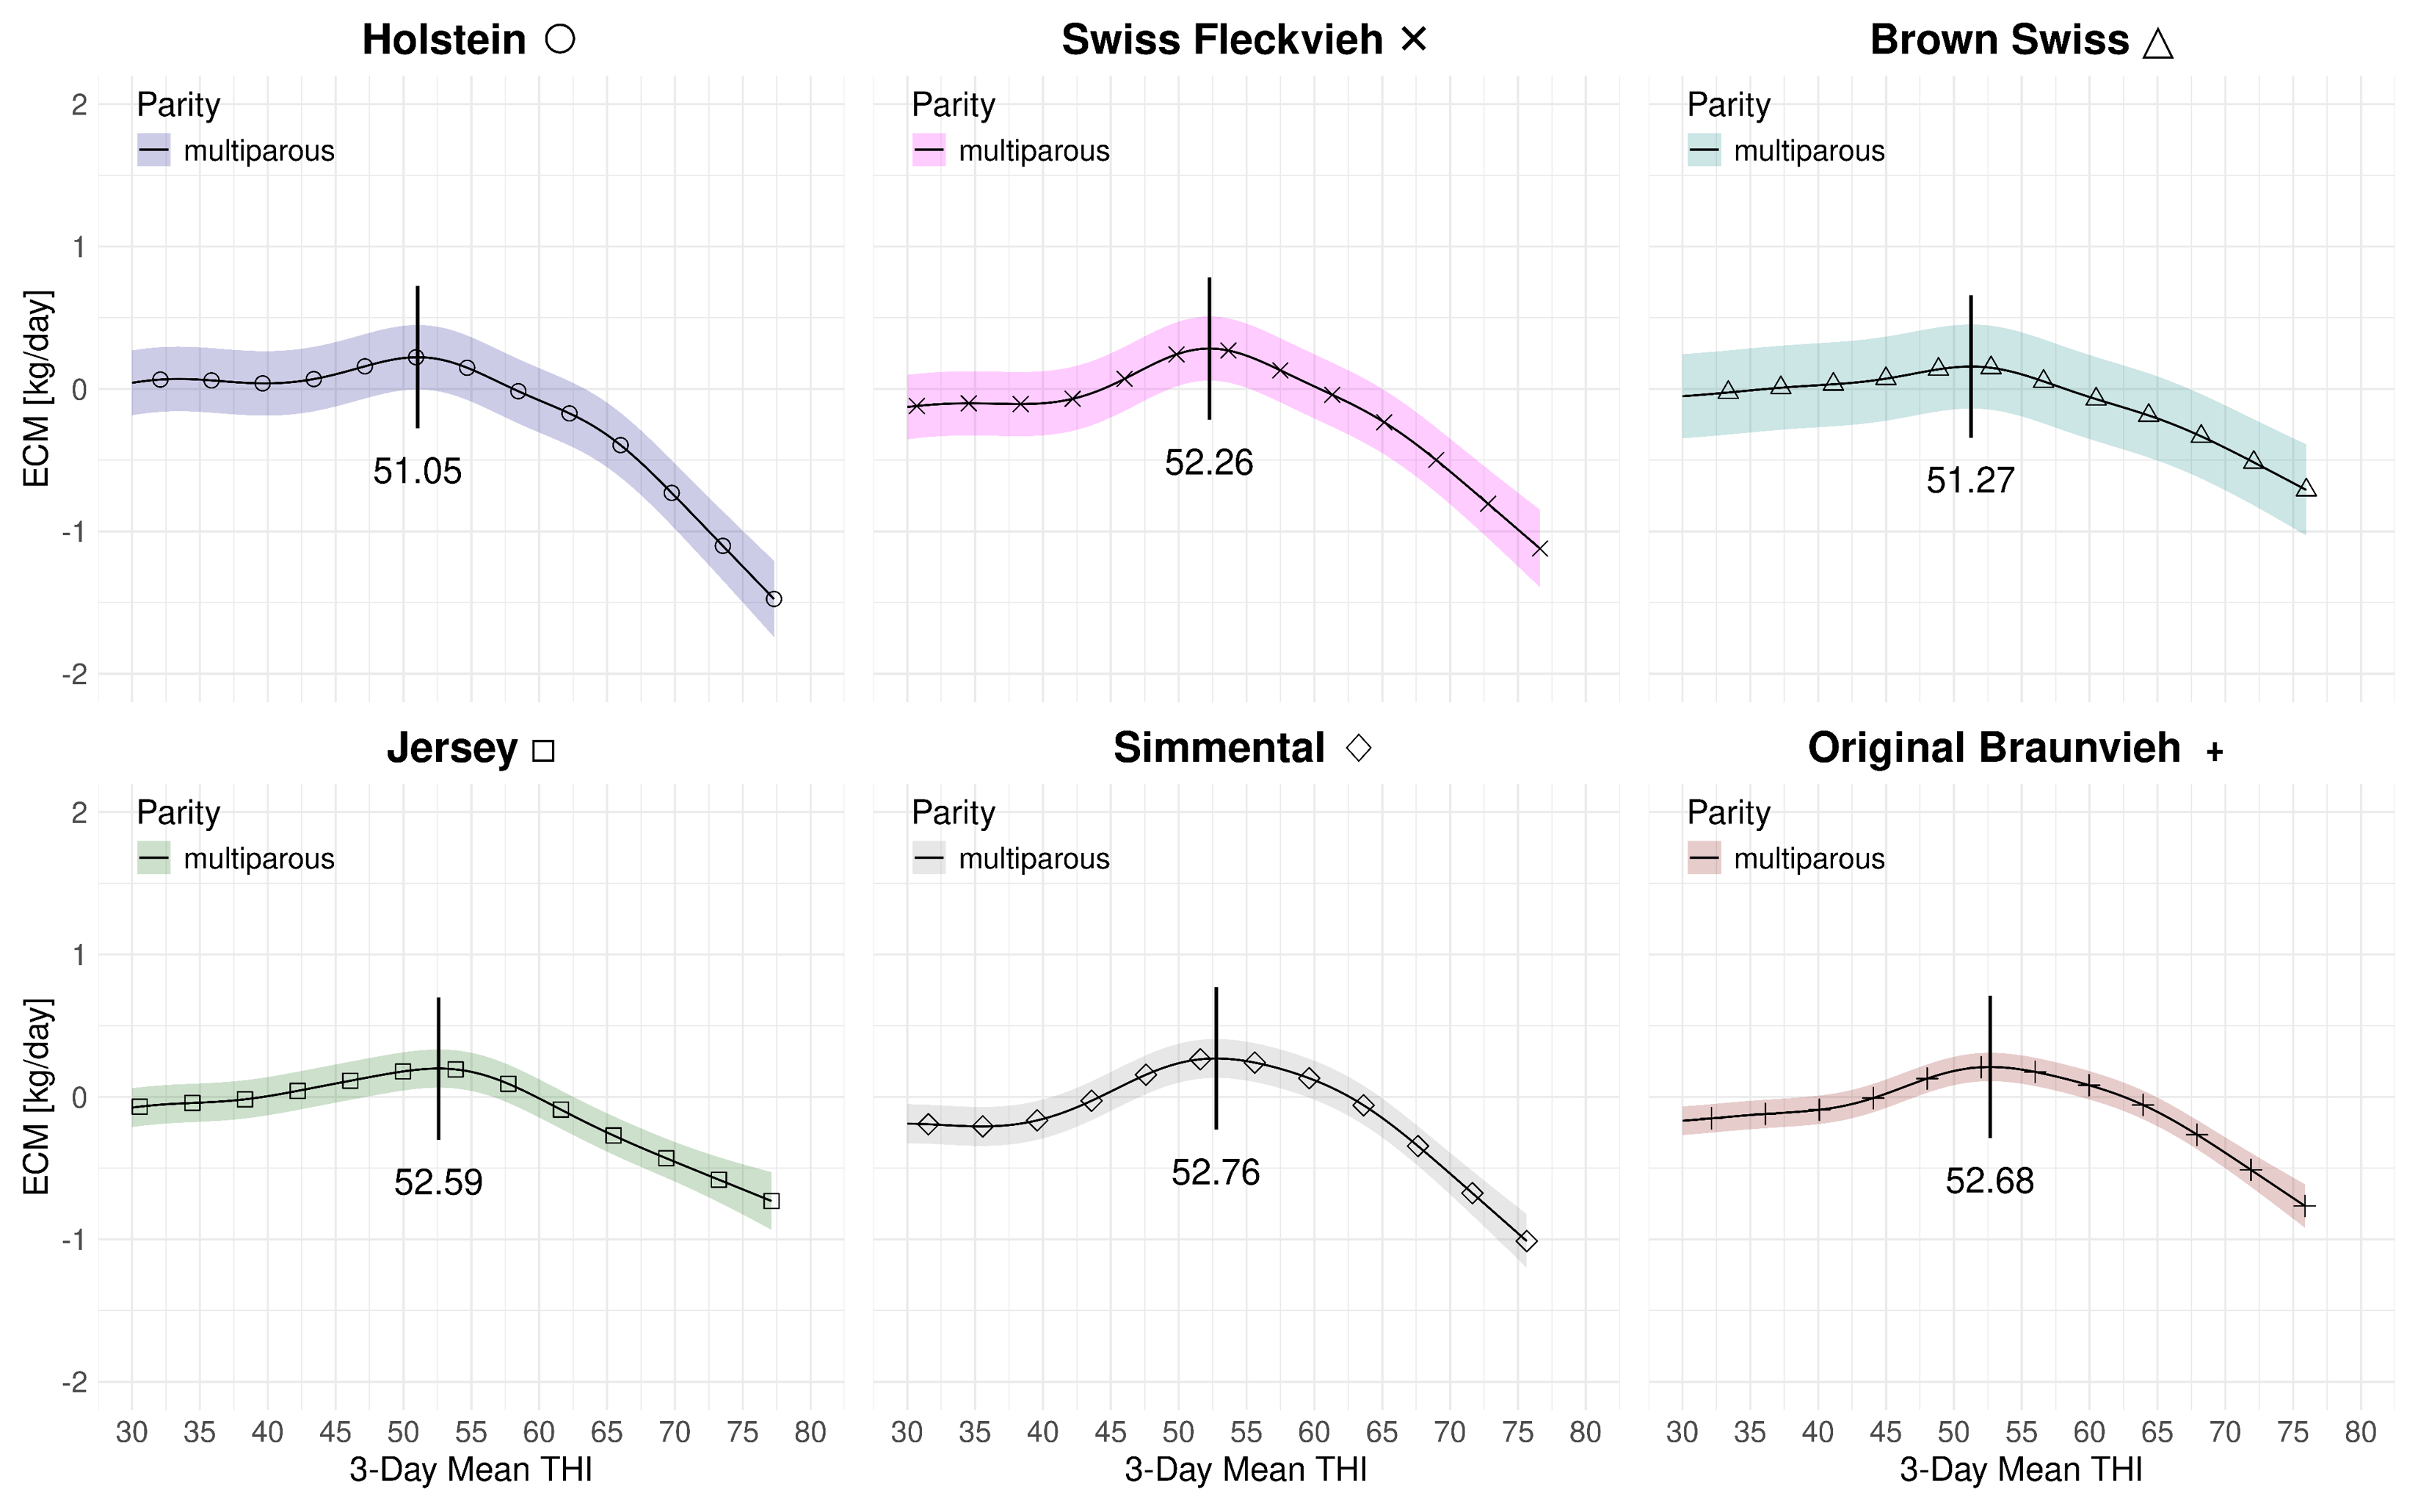 Holstein ○
Swiss Fleckvieh ✕
Brown Swiss △
ECM [kg/day]
2
1
0
-1
-2
Parity
multiparous
51.05
Parity
multiparous
52.26
Parity
multiparous
51.27
Jersey □
Simmental ◇
Original Braunvieh +
ECM [kg/day]
2
1
0
-1
-2
Parity
multiparous
52.59
Parity
multiparous
52.76
Parity
multiparous
52.68
30 35 40 45 50 55 60 65 70 75 80
30 35 40 45 50 55 60 65 70 75 80
30 35 40 45 50 55 60 65 70 75 80
3-Day Mean THI
3-Day Mean THI
3-Day Mean THI